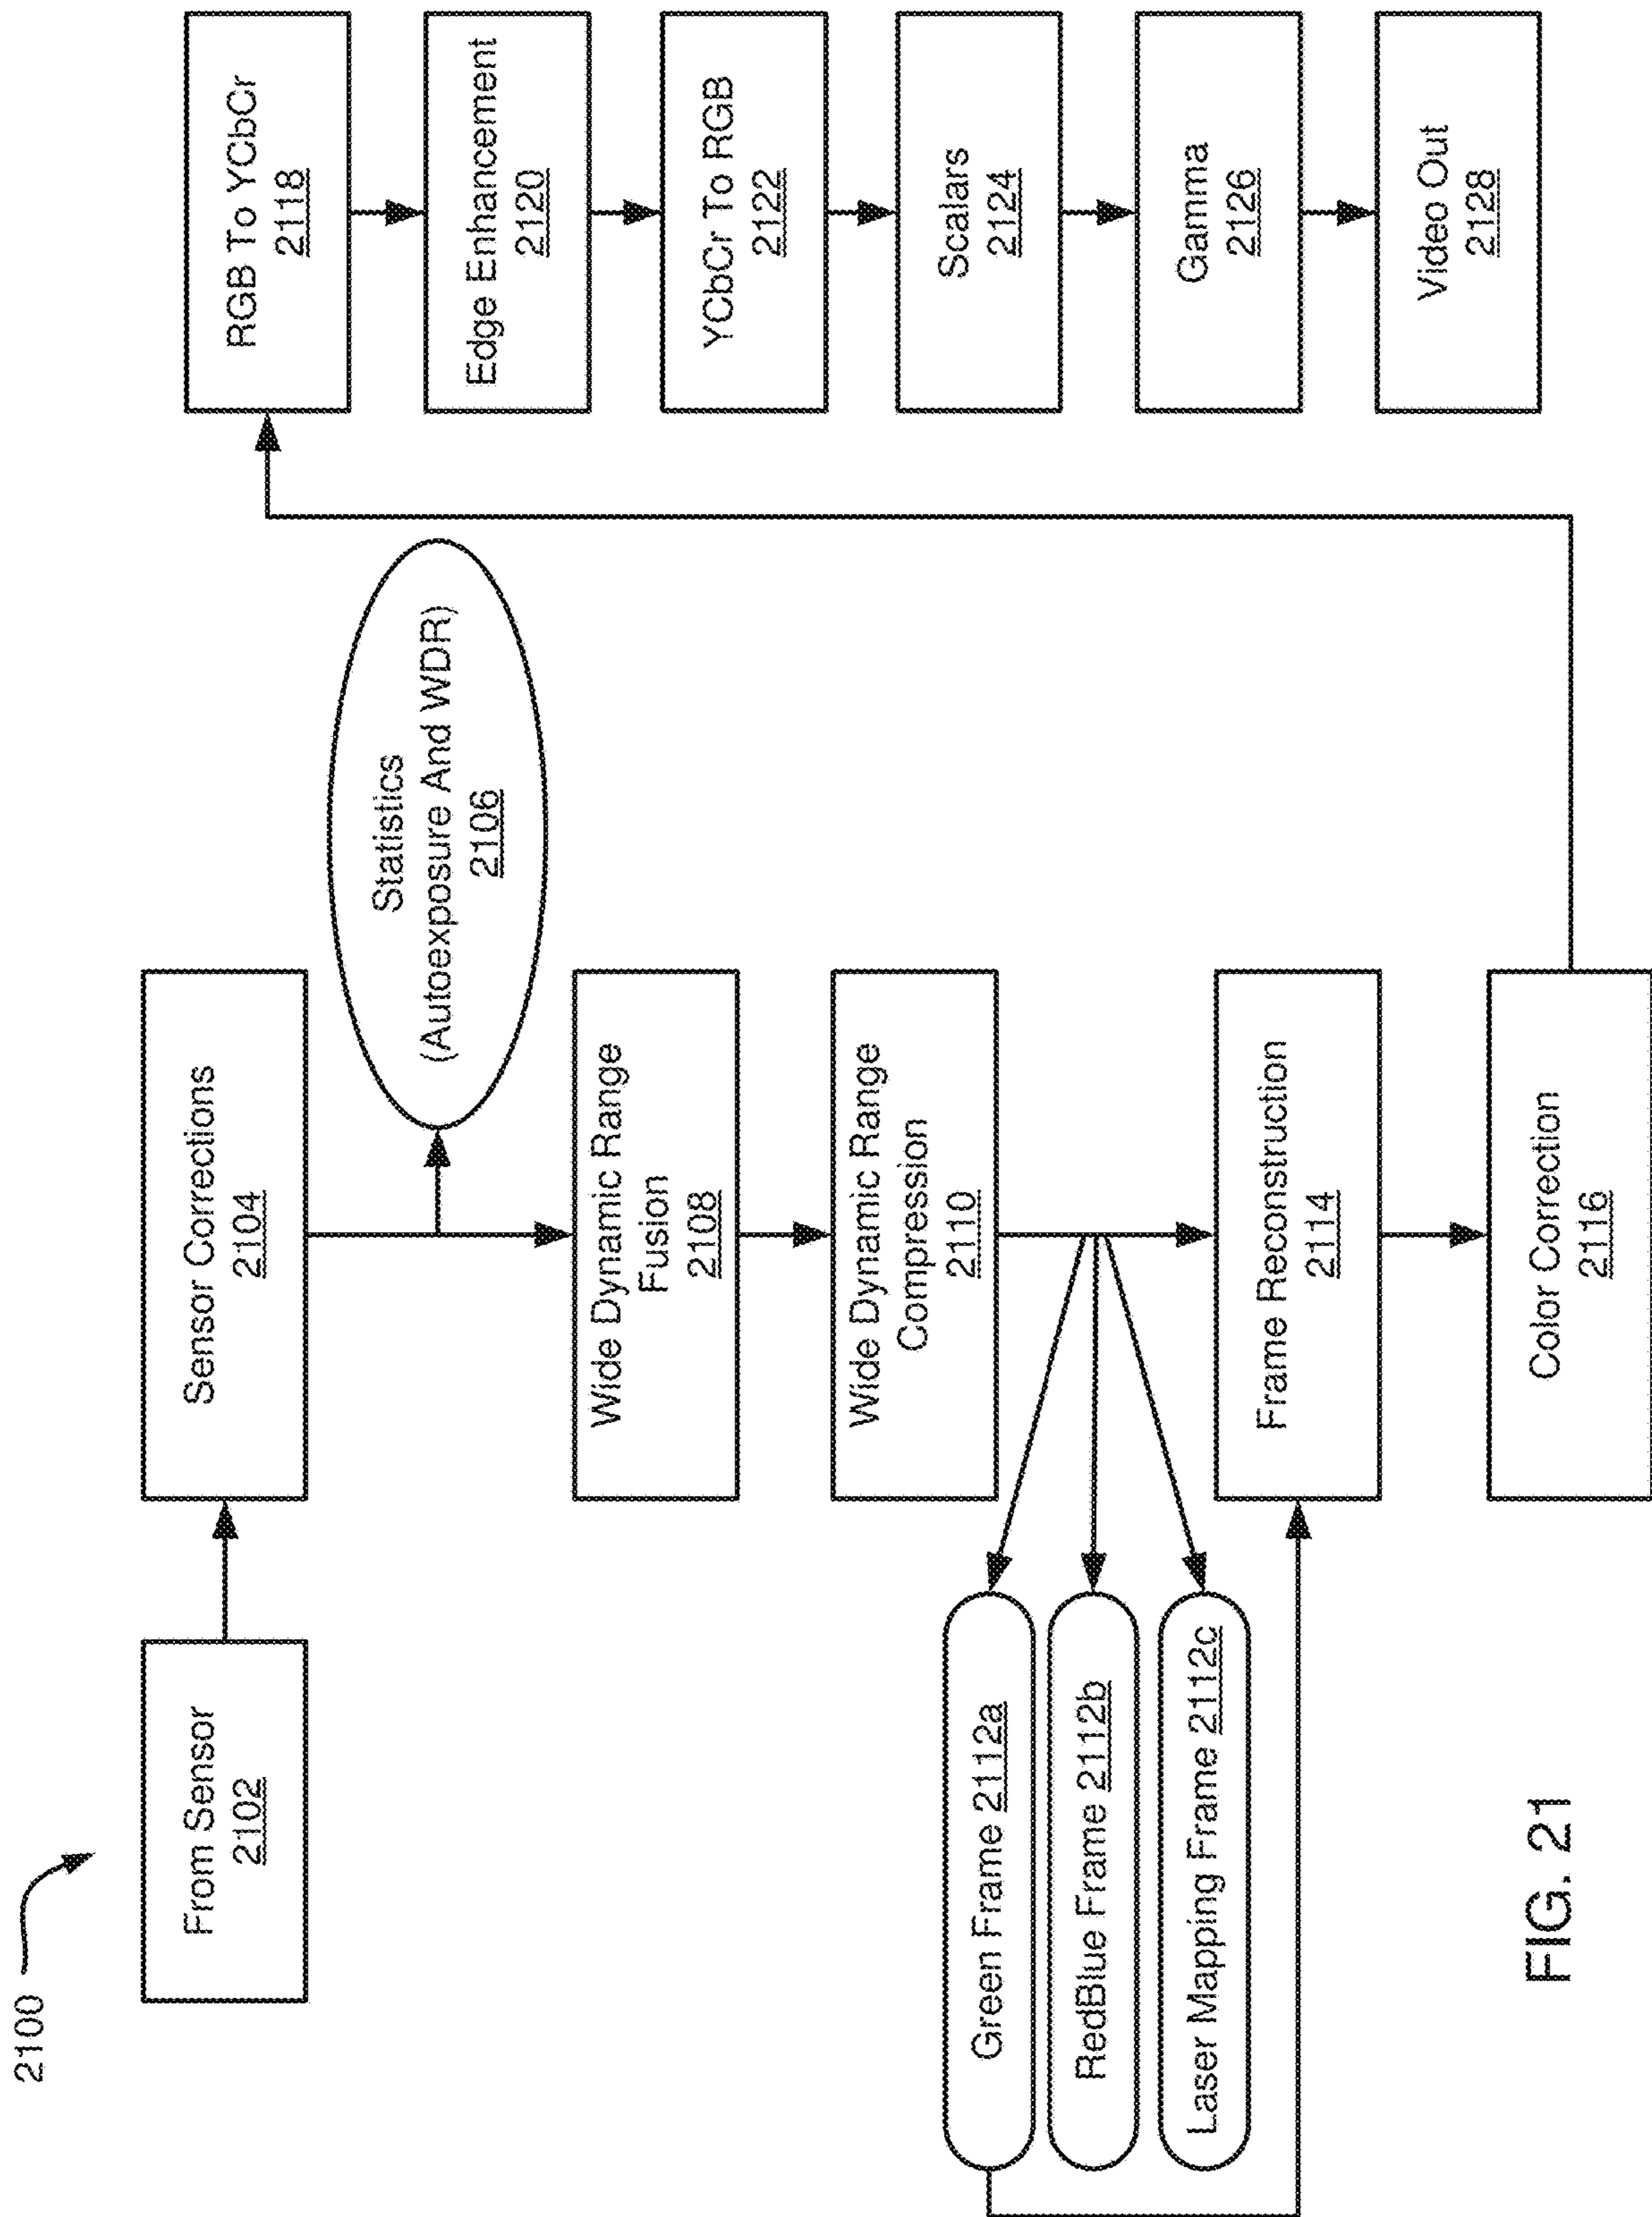 2100
From Sensor
2102
Sensor Corrections
2104
Statistics
(Autoexposure And WDR)
2106
Wide Dynamic Range
Fusion
2108
Wide Dynamic Range
Compression
2110
Green Frame 2112a
RedBlue Frame 2112b
Laser Mapping Frame 2112c
Frame Reconstruction
2114
Color Correction
2116
RGB To YCbCr
2118
Edge Enhancement
2120
YCbCr To RGB
2122
Scalars
2124
Gamma
2126
Video Out
2128
FIG. 21